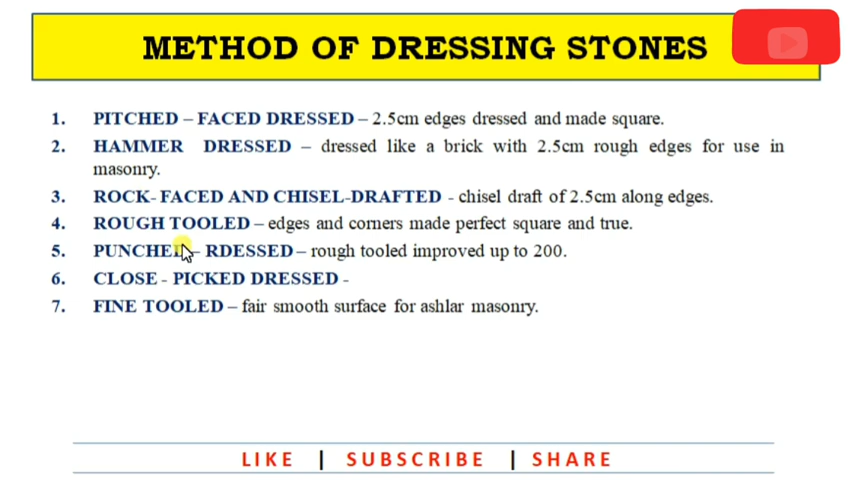 METHOD OF DRESSING STONES
1. PITCHED – FACED DRESSED – 2.5cm edges dressed and made square.
2. HAMMER DRESSED – dressed like a brick with 2.5cm rough edges for use in
masonry.
3. ROCK- FACED AND CHISEL-DRAFTED - chisel draft of 2.5cm along edges.
4. ROUGH TOOLED – edges and corners made perfect square and true.
5. PUNCHED – RDESSED – rough tooled improved up to 200.
6. CLOSE - PICKED DRESSED -
7. FINE TOOLED – fair smooth surface for ashlar masonry.
LIKE | SUBSCRIBE | SHARE